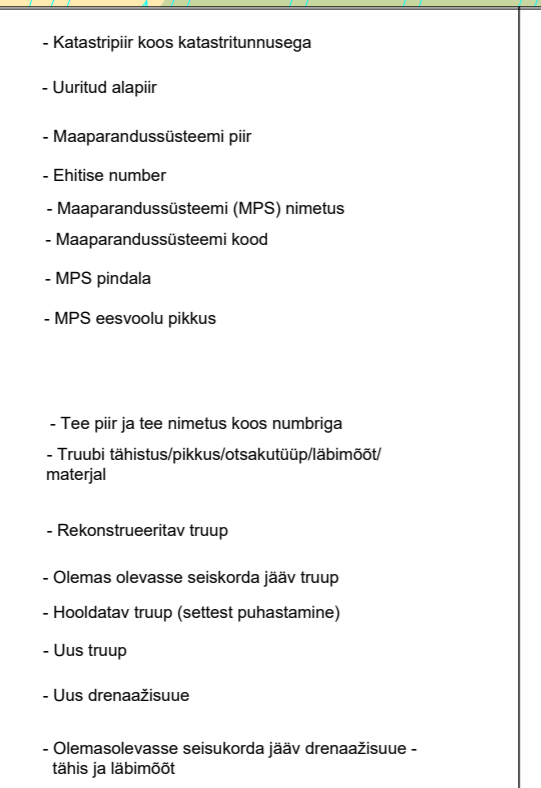 - Katastripiir koos katastritunnusega
- Uuritud alapiir
- Maaparandussüsteemi piir
- Ehitise number
- Maaparandussüsteemi (MPS) nimetus
- Maaparandussüsteemi kood
- MPS pindala
- MPS eesvoolu pikkus
- Tee piir ja tee nimetus koos numbriga
- Truubi tähistus/pikkus/otsakutüüp/läbimõõt/
materjal
- Rekonstrueeritav truup
- Olemas olevasse seiskorda jääv truup
- Hooldatav truup (settest puhastamine)
- Uus truup
- Uus drenaažisuue
- Olemasolevasse seisukorda jääv drenaažisuue -
tähis ja läbimõõt